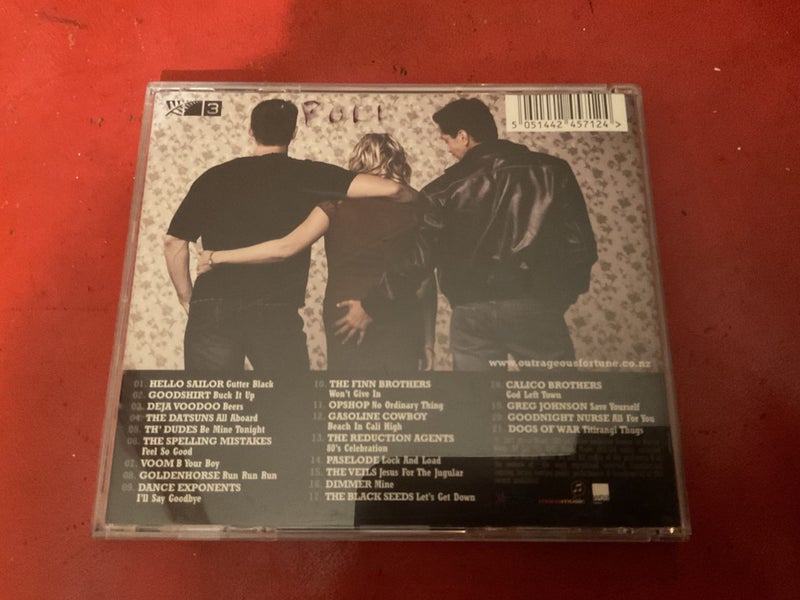 3
POLI
5 051442 457124 >
www.outrageousfortune.co.nz
01. HELLO SAILOR Gutter Black
02. GOODSHIRT Buck It Up
03. DEJA VOODOO Beers
04. THE DATSUNS All Aboard
05. TH' DUDES Be Mine Tonight
06. THE SPELLING MISTAKES
Feel So Good
07. VOOM B Your Boy
08. GOLDENHORSE Run Run Run
09. DANCE EXPONENTS
I'll Say Goodbye
10. THE FINN BROTHERS
Won't Give In
11. OPSHOP No Ordinary Thing
12. GASOLINE COWBOY
Beach In Cali High
13. THE REDUCTION AGENTS
80's Celebration
14. PASELODE Lock And Load
15. THE VEILS Jesus For The Jugular
16. DIMMER Mine
17. THE BLACK SEEDS Let's Get Down
18. CALICO BROTHERS
God Left Town
19. GREG JOHNSON Save Yourself
20. GOODNIGHT NURSE All For You
21. DOGS OF WAR Titirangi Thugs